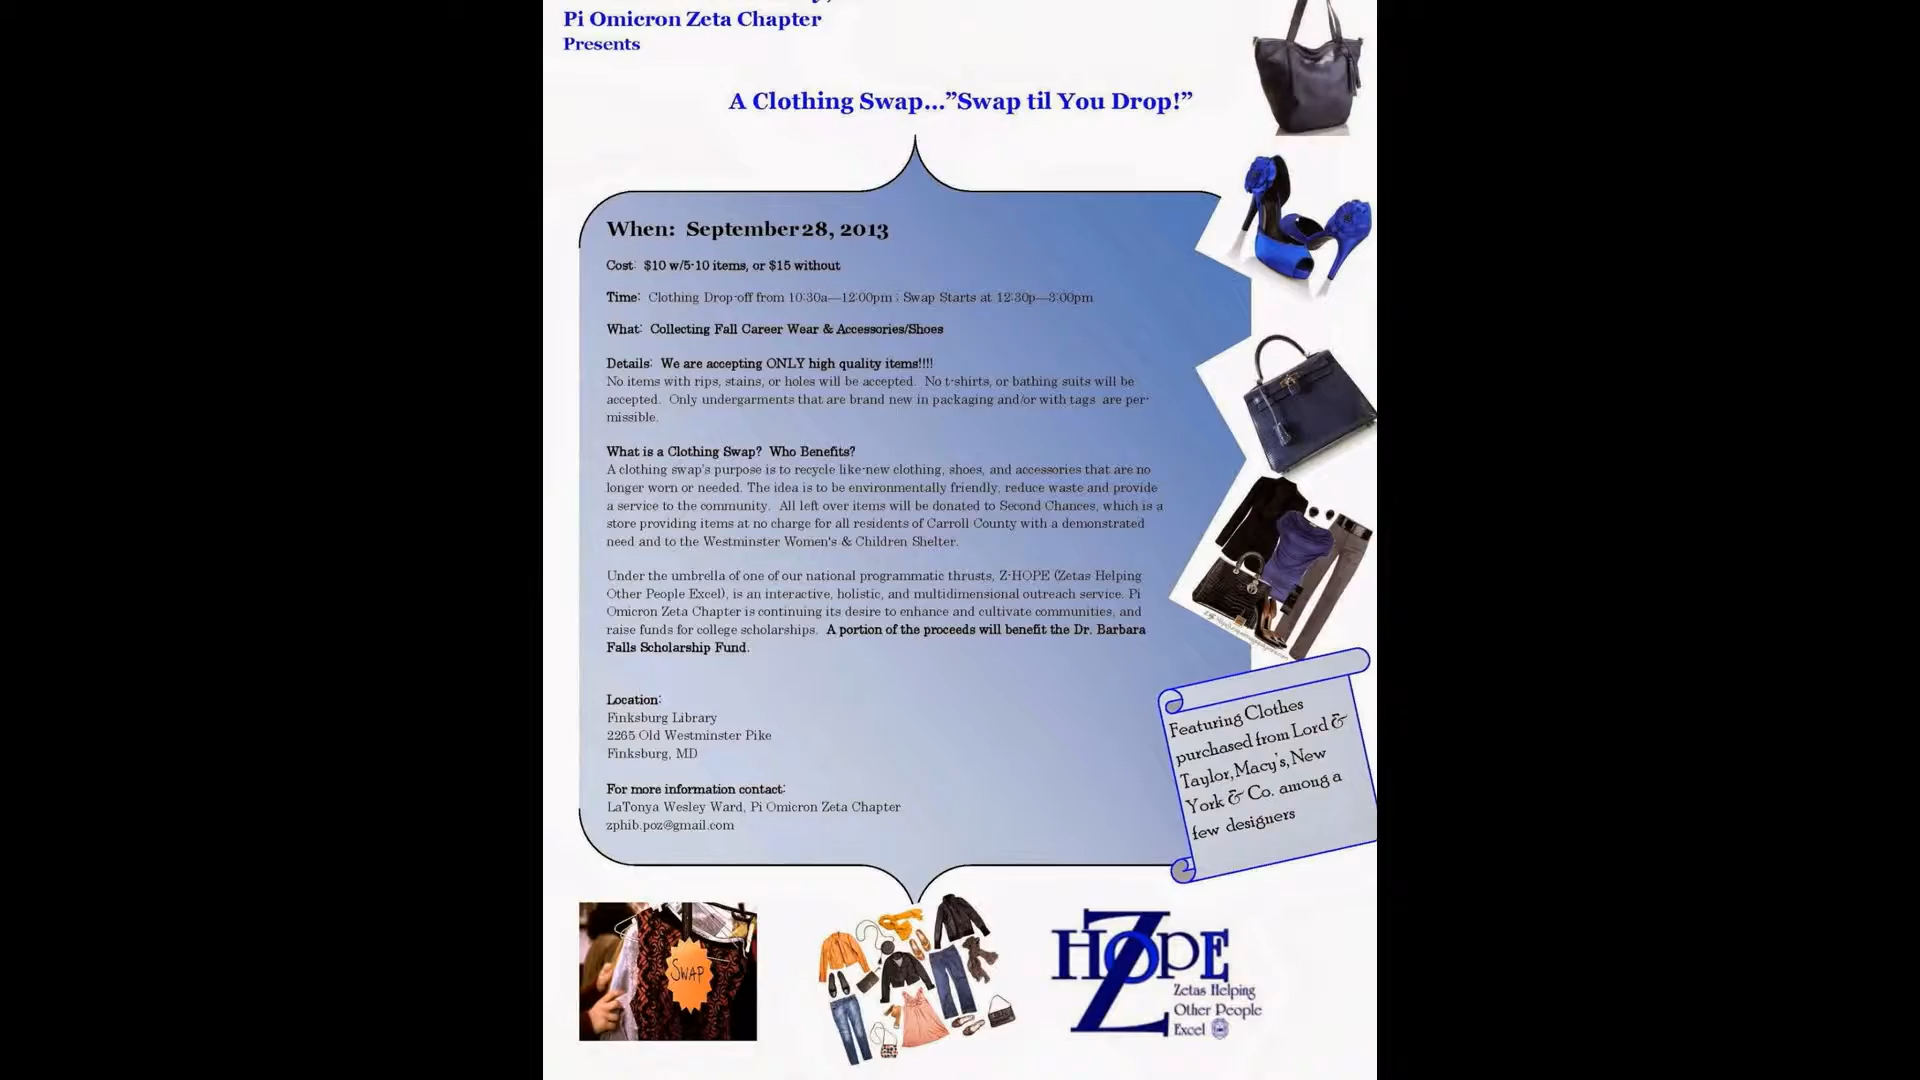 Pi Omicron Zeta Chapter
Presents
A Clothing Swap...”Swap til You Drop!”
When: September 28, 2013
Cost: $10 w/5-10 items, or $15 without
Time: Clothing Drop-off from 10:30a—12:00pm ; Swap Starts at 12:30p—3:00pm
What: Collecting Fall Career Wear & Accessories/Shoes
Details: We are accepting ONLY high quality items!!!!
No items with rips, stains, or holes will be accepted. No t-shirts, or bathing suits will be
accepted. Only undergarments that are brand new in packaging and/or with tags are per-
missible.
What is a Clothing Swap? Who Benefits?
A clothing swap's purpose is to recycle like-new clothing, shoes, and accessories that are no
longer worn or needed. The idea is to be environmentally friendly, reduce waste and provide
a service to the community. All left over items will be donated to Second Chances, which is a
store providing items at no charge for all residents of Carroll County with a demonstrated
need and to the Westminster Women's & Children Shelter.
Under the umbrella of one of our national programmatic thrusts, Z-HOPE (Zetas Helping
Other People Excel), is an interactive, holistic, and multidimensional outreach service. Pi
Omicron Zeta Chapter is continuing its desire to enhance and cultivate communities, and
raise funds for college scholarships. A portion of the proceeds will benefit the Dr. Barbara
Falls Scholarship Fund.
Location:
Finksburg Library
2265 Old Westminster Pike
Finksburg, MD
For more information contact:
LaTonya Wesley Ward, Pi Omicron Zeta Chapter
zphib.poz@gmail.com
Featuring Clothes
purchased from Lord &
Taylor, Macy's, New
York & Co. among a
few designers
SWAP
Z HOPE
Zetas Helping
Other People
Excel